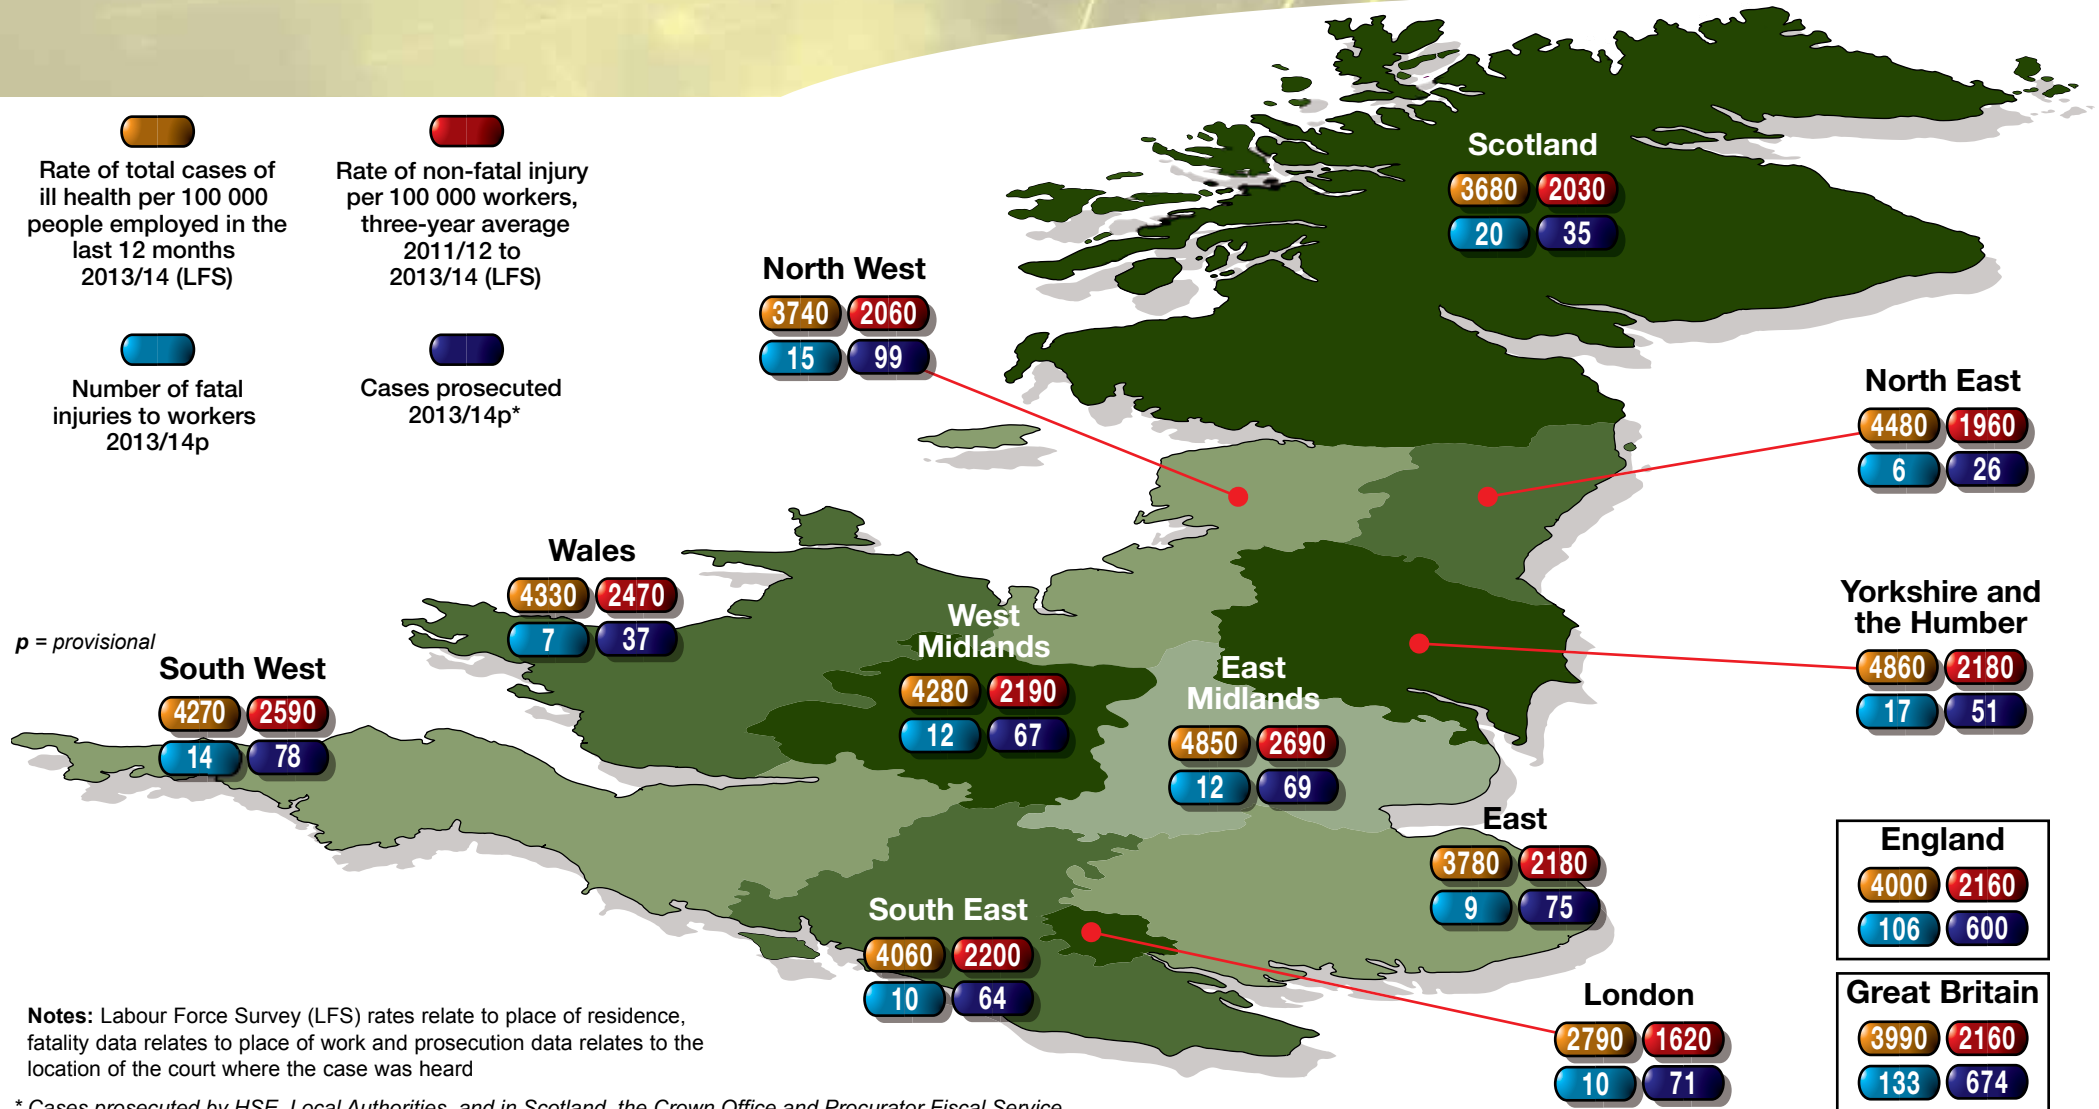 Rate of total cases of
ill health per 100 000
people employed in the
last 12 months
2013/14 (LFS)
Rate of non-fatal injury
per 100 000 workers,
three-year average
2011/12 to
2013/14 (LFS)
Number of fatal
injuries to workers
2013/14p
Cases prosecuted
2013/14p*
p = provisional
Scotland
3680 2030
20 35
North West
3740 2060
15 99
North East
4480 1960
6 26
Wales
4330 2470
7 37
Yorkshire and
the Humber
4860 2180
17 51
West
Midlands
4280 2190
12 67
East
Midlands
4850 2690
12 69
South West
4270 2590
14 78
East
3780 2180
9 75
South East
4060 2200
10 64
London
2790 1620
10 71
England
4000 2160
106 600
Great Britain
3990 2160
133 674
Notes: Labour Force Survey (LFS) rates relate to place of residence,
fatality data relates to place of work and prosecution data relates to the
location of the court where the case was heard
* Cases prosecuted by HSE, Local Authorities, and in Scotland, the Crown Office and Procurator Fiscal Service